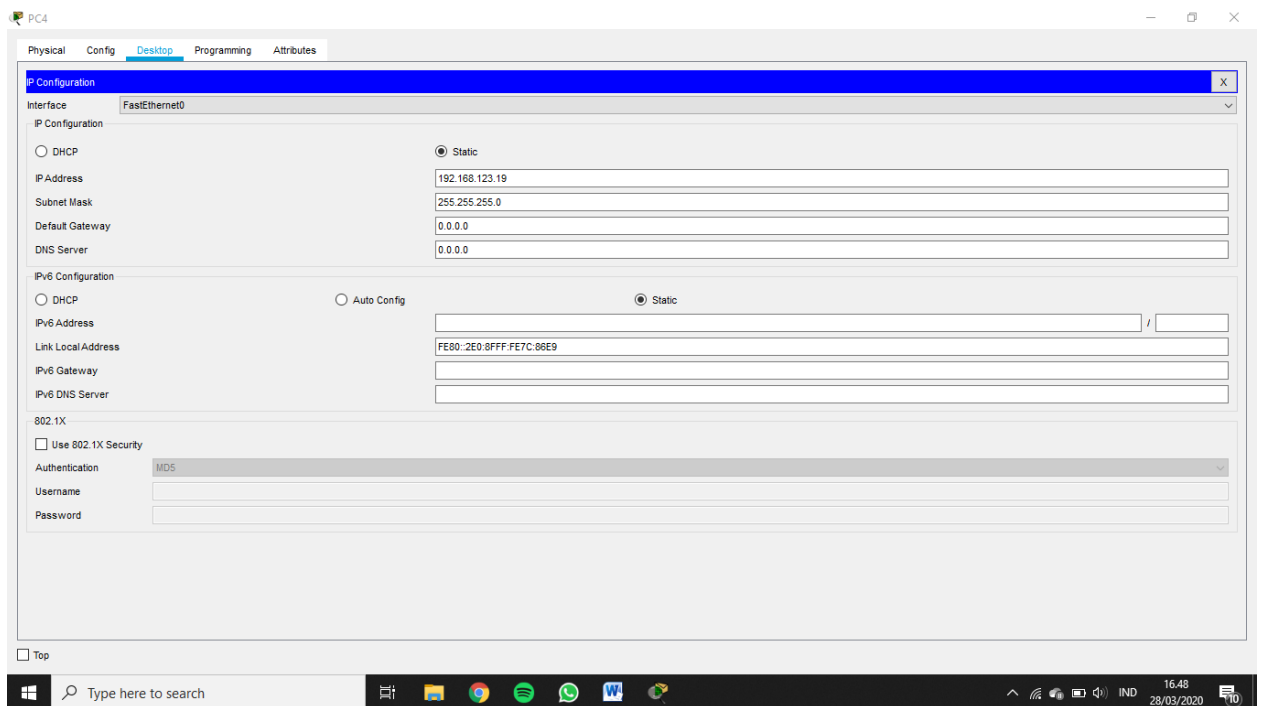 PC4
Physical Config Desktop Programming Attributes
IP Configuration X
Interface FastEthernet0
IP Configuration
DHCP Static
IP Address 192.168.123.19
Subnet Mask 255.255.255.0
Default Gateway 0.0.0.0
DNS Server 0.0.0.0
IPv6 Configuration
DHCP Auto Config Static
IPv6 Address /
Link Local Address FE80::2E0:8FFF:FE7C:86E9
IPv6 Gateway
IPv6 DNS Server
802.1X
Use 802.1X Security
Authentication MD5
Username
Password
Top
Type here to search W IND 16.48
28/03/2020 10